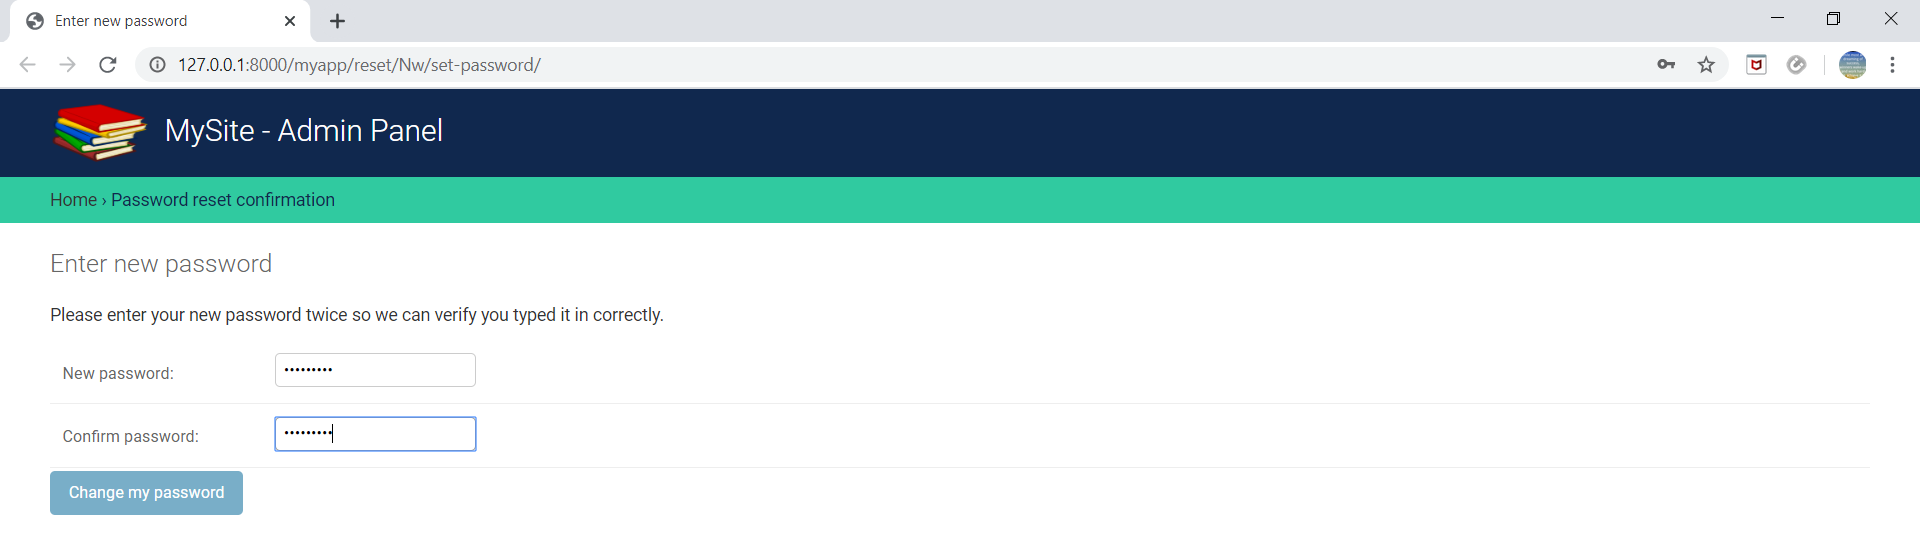 Enter new password
127.0.0.1:8000/myapp/reset/Nw/set-password/
MySite - Admin Panel
Home › Password reset confirmation
Enter new password
Please enter your new password twice so we can verify you typed it in correctly.
New password: •••••••••
Confirm password: •••••••••
Change my password